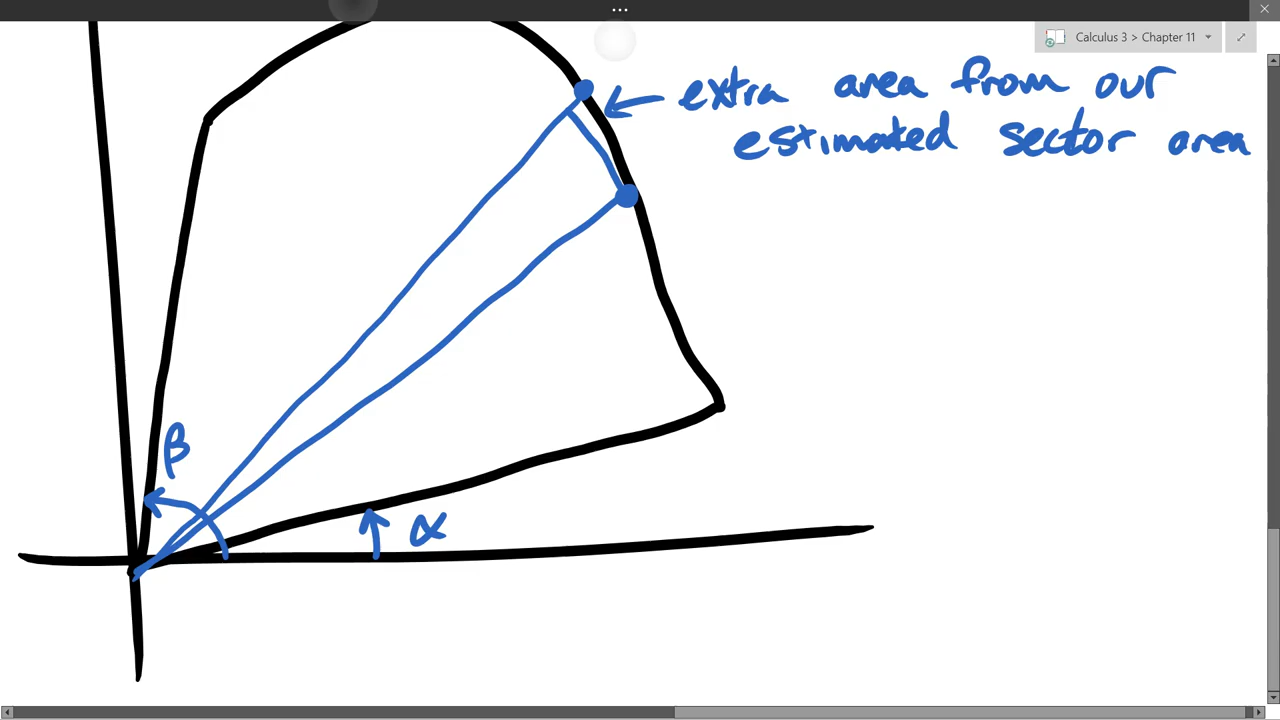 Calculus 3 > Chapter 11
extra area from our
estimated sector area
β
α